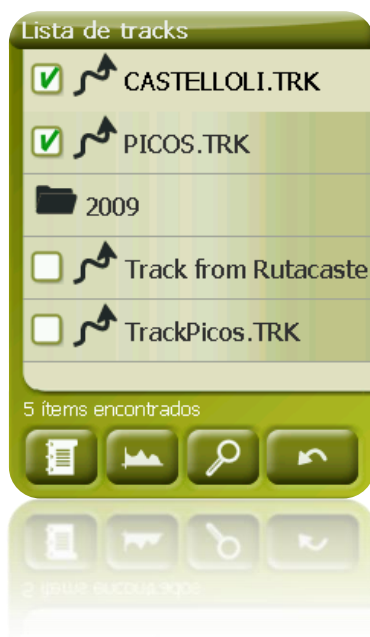 Lista de tracks
CASTELLOLI.TRK
PICOS.TRK
2009
Track from Rutacaste
TrackPicos.TRK
5 ítems encontrados